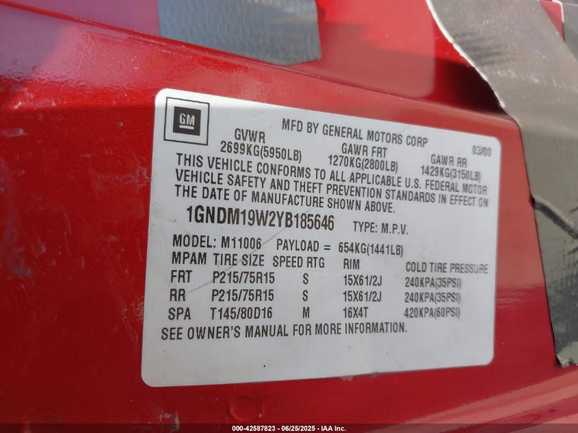 GM
MFD BY GENERAL MOTORS CORP 03/00
GVWR GAWR FRT GAWR RR
2699KG(5950LB) 1270KG(2800LB) 1429KG(3150LB)
THIS VEHICLE CONFORMS TO ALL APPLICABLE U.S. FEDERAL MOTOR
VEHICLE SAFETY AND THEFT PREVENTION STANDARDS IN EFFECT ON
THE DATE OF MANUFACTURE SHOWN ABOVE.
1GNDM19W2YB185646 TYPE: M.P.V.
MODEL: M11006 PAYLOAD = 654KG(1441LB)
MPAM TIRE SIZE SPEED RTG RIM COLD TIRE PRESSURE
FRT P215/75R15 S 15X61/2J 240KPA(35PSI)
RR P215/75R15 S 15X61/2J 240KPA(35PSI)
SPA T145/80D16 M 16X4T 420KPA(60PSI)
SEE OWNER'S MANUAL FOR MORE INFORMATION.
000-42587823 - 06/25/2025 - IAA Inc.